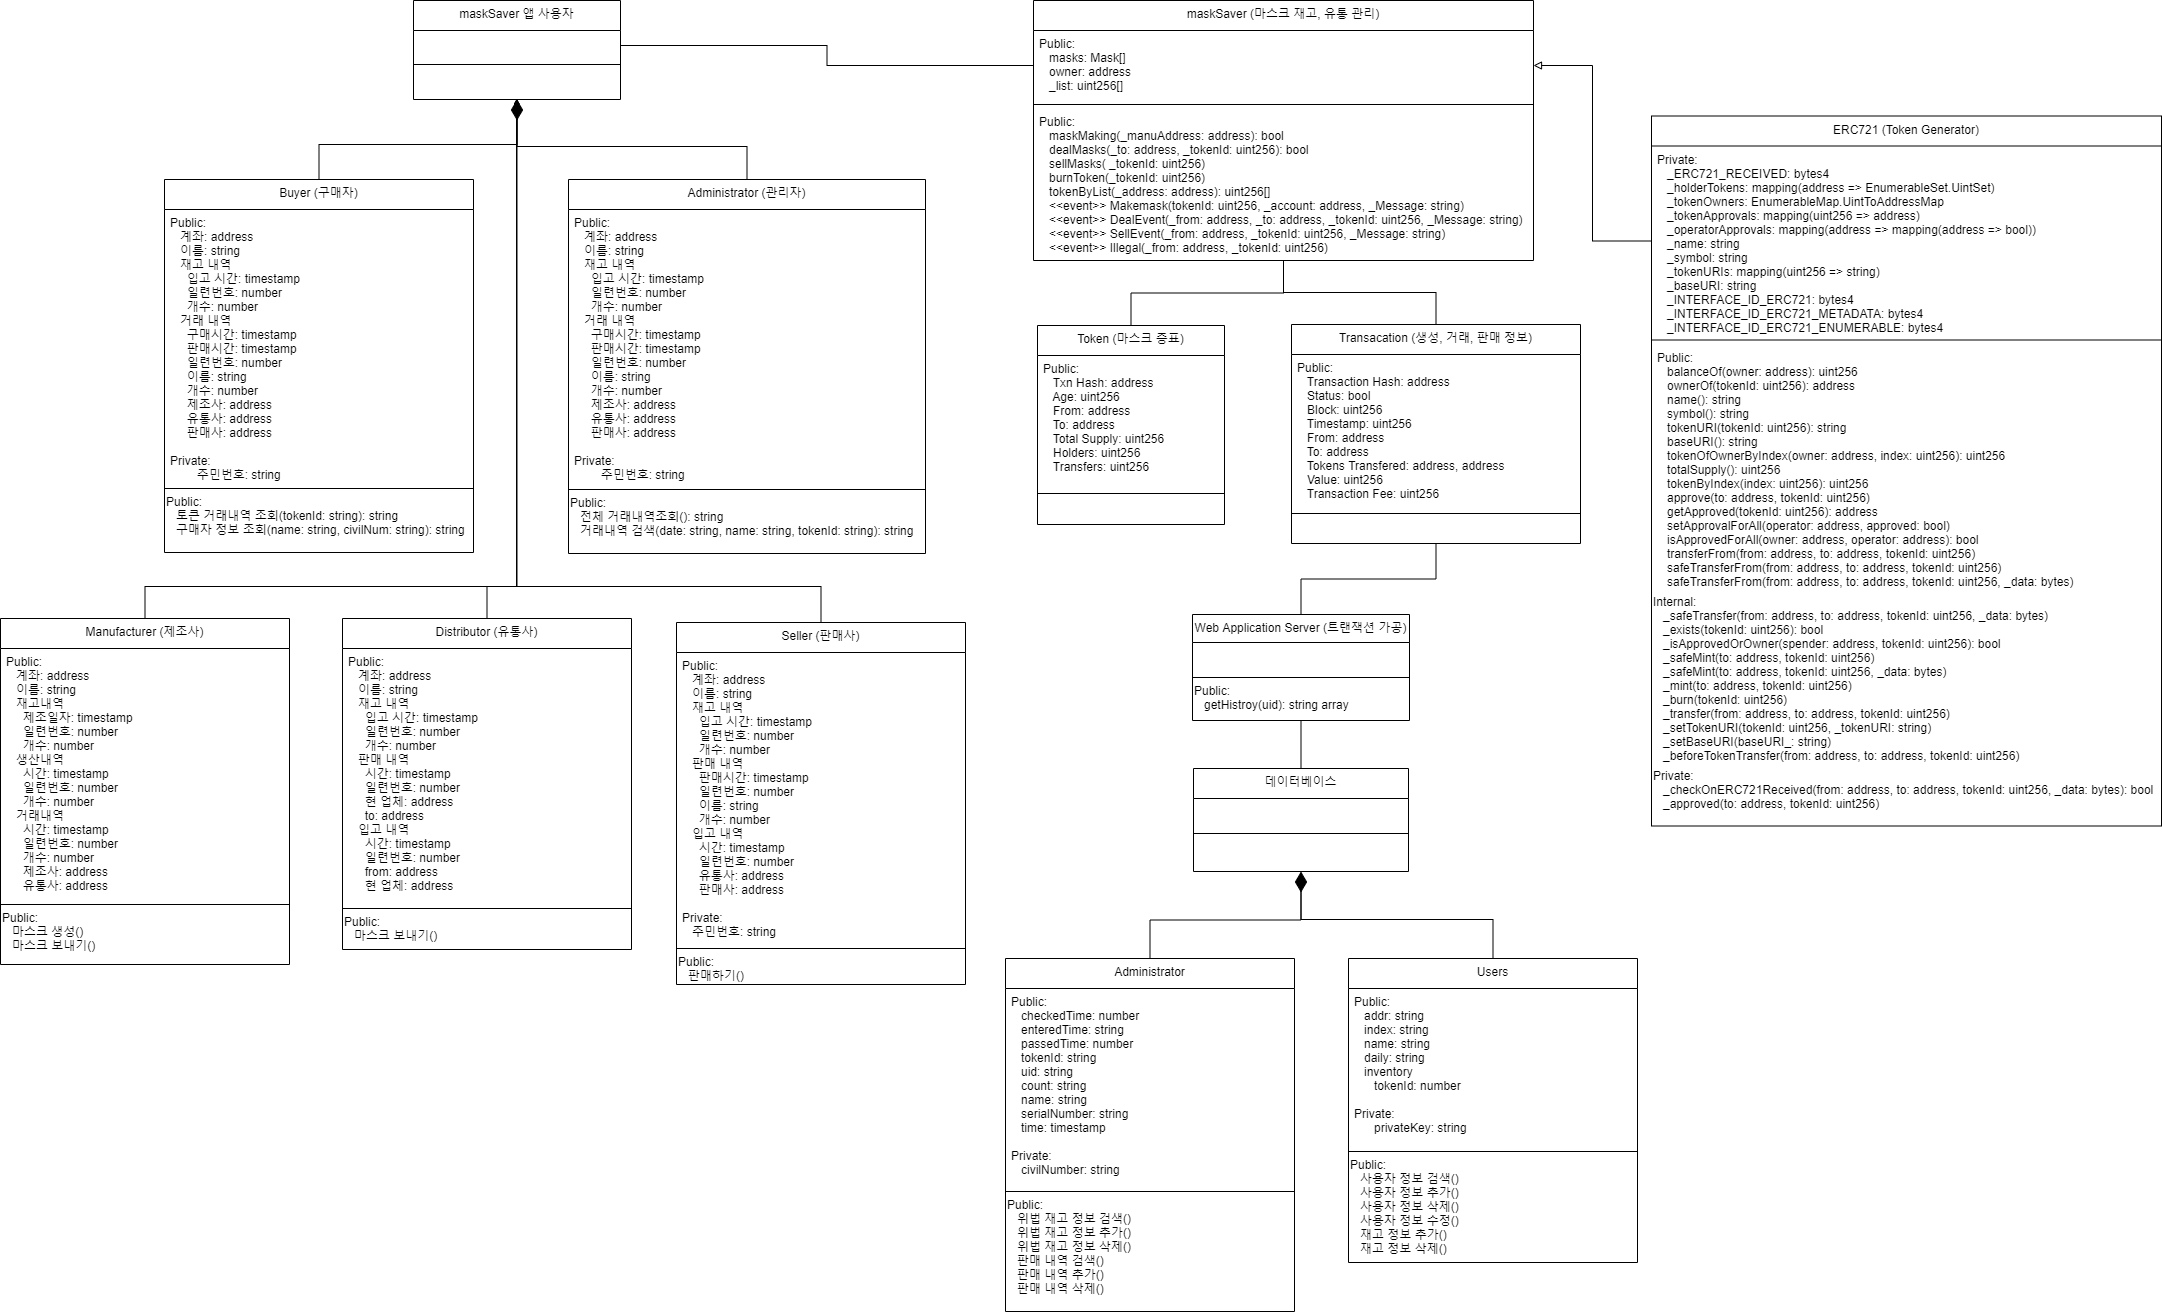 maskSaver 앱 사용자
maskSaver (마스크 재고, 유통 관리)
Public:
masks: Mask[]
owner: address
_list: uint256[]
Public:
maskMaking(_manuAddress: address): bool
dealMasks(_to: address, _tokenId: uint256): bool
sellMasks( _tokenId: uint256)
burnToken(_tokenId: uint256)
tokenByList(_address: address): uint256[]
<<event>> Makemask(tokenId: uint256, _account: address, _Message: string)
<<event>> DealEvent(_from: address, _to: address, _tokenId: uint256, _Message: string)
<<event>> SellEvent(_from: address, _tokenId: uint256, _Message: string)
<<event>> Illegal(_from: address, _tokenId: uint256)
ERC721 (Token Generator)
Private:
_ERC721_RECEIVED: bytes4
_holderTokens: mapping(address => EnumerableSet.UintSet)
_tokenOwners: EnumerableMap.UintToAddressMap
_tokenApprovals: mapping(uint256 => address)
_operatorApprovals: mapping(address => mapping(address => bool))
_name: string
_symbol: string
_tokenURIs: mapping(uint256 => string)
_baseURI: string
_INTERFACE_ID_ERC721: bytes4
_INTERFACE_ID_ERC721_METADATA: bytes4
_INTERFACE_ID_ERC721_ENUMERABLE: bytes4
Public:
balanceOf(owner: address): uint256
ownerOf(tokenId: uint256): address
name(): string
symbol(): string
tokenURI(tokenId: uint256): string
baseURI(): string
tokenOfOwnerByIndex(owner: address, index: uint256): uint256
totalSupply(): uint256
tokenByIndex(index: uint256): uint256
approve(to: address, tokenId: uint256)
getApproved(tokenId: uint256): address
setApprovalForAll(operator: address, approved: bool)
isApprovedForAll(owner: address, operator: address): bool
transferFrom(from: address, to: address, tokenId: uint256)
safeTransferFrom(from: address, to: address, tokenId: uint256)
safeTransferFrom(from: address, to: address, tokenId: uint256, _data: bytes)
Internal:
_safeTransfer(from: address, to: address, tokenId: uint256, _data: bytes)
_exists(tokenId: uint256): bool
_isApprovedOrOwner(spender: address, tokenId: uint256): bool
_safeMint(to: address, tokenId: uint256)
_safeMint(to: address, tokenId: uint256, _data: bytes)
_mint(to: address, tokenId: uint256)
_burn(tokenId: uint256)
_transfer(from: address, to: address, tokenId: uint256)
_setTokenURI(tokenId: uint256, _tokenURI: string)
_setBaseURI(baseURI_: string)
_beforeTokenTransfer(from: address, to: address, tokenId: uint256)
Private:
_checkOnERC721Received(from: address, to: address, tokenId: uint256, _data: bytes): bool
_approved(to: address, tokenId: uint256)
Buyer (구매자)
Public:
계좌: address
이름: string
재고 내역
입고 시간: timestamp
일련번호: number
개수: number
거래 내역
구매시간: timestamp
판매시간: timestamp
일련번호: number
이름: string
개수: number
제조사: address
유통사: address
판매사: address
Private:
주민번호: string
Public:
토큰 거래내역 조회(tokenId: string): string
구매자 정보 조회(name: string, civilNum: string): string
Administrator (관리자)
Public:
계좌: address
이름: string
재고 내역
입고 시간: timestamp
일련번호: number
개수: number
거래 내역
구매시간: timestamp
판매시간: timestamp
일련번호: number
이름: string
개수: number
제조사: address
유통사: address
판매사: address
Private:
주민번호: string
Public:
전체 거래내역조회(): string
거래내역 검색(date: string, name: string, tokenId: string): string
Token (마스크 증표)
Public:
Txn Hash: address
Age: uint256
From: address
To: address
Total Supply: uint256
Holders: uint256
Transfers: uint256
Transacation (생성, 거래, 판매 정보)
Public:
Transaction Hash: address
Status: bool
Block: uint256
Timestamp: uint256
From: address
To: address
Tokens Transfered: address, address
Value: uint256
Transaction Fee: uint256
Manufacturer (제조사)
Public:
계좌: address
이름: string
재고내역
제조일자: timestamp
일련번호: number
개수: number
생산내역
시간: timestamp
일련번호: number
개수: number
거래내역
시간: timestamp
일련번호: number
개수: number
제조사: address
유통사: address
Public:
마스크 생성()
마스크 보내기()
Distributor (유통사)
Public:
계좌: address
이름: string
재고 내역
입고 시간: timestamp
일련번호: number
개수: number
판매 내역
시간: timestamp
일련번호: number
현 업체: address
to: address
입고 내역
시간: timestamp
일련번호: number
from: address
현 업체: address
Public:
마스크 보내기()
Seller (판매사)
Public:
계좌: address
이름: string
재고 내역
입고 시간: timestamp
일련번호: number
개수: number
판매 내역
판매시간: timestamp
일련번호: number
이름: string
개수: number
입고 내역
시간: timestamp
일련번호: number
유통사: address
판매사: address
Private:
주민번호: string
Public:
판매하기()
Web Application Server (트랜잭션 가공)
Public:
getHistroy(uid): string array
데이터베이스
Administrator
Public:
checkedTime: number
enteredTime: string
passedTime: number
tokenId: string
uid: string
count: string
name: string
serialNumber: string
time: timestamp
Private:
civilNumber: string
Public:
위법 재고 정보 검색()
위법 재고 정보 추가()
위법 재고 정보 삭제()
판매 내역 검색()
판매 내역 추가()
판매 내역 삭제()
Users
Public:
addr: string
index: string
name: string
daily: string
inventory
tokenId: number
Private:
privateKey: string
Public:
사용자 정보 검색()
사용자 정보 추가()
사용자 정보 삭제()
사용자 정보 수정()
재고 정보 추가()
재고 정보 삭제()